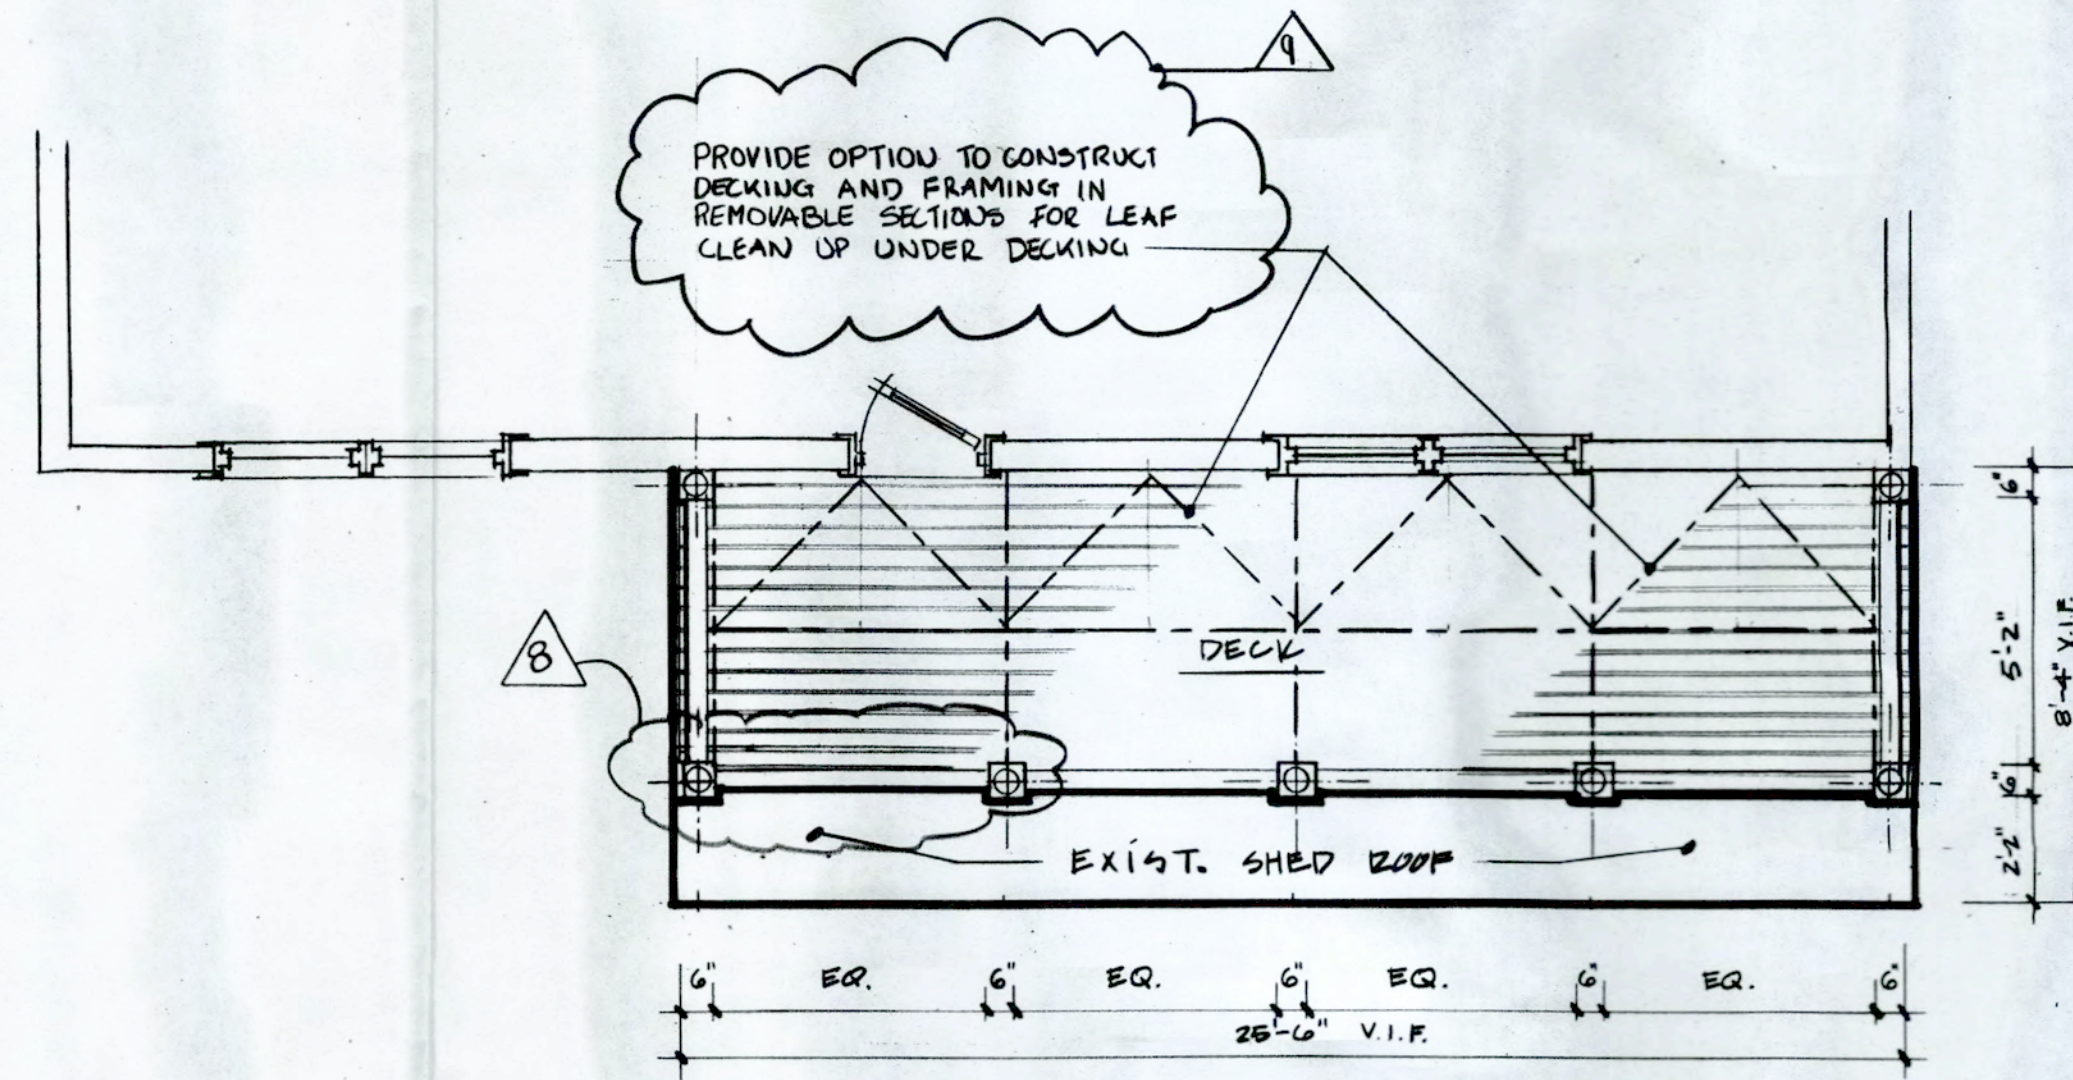 9
PROVIDE OPTION TO CONSTRUCT
DECKING AND FRAMING IN
REMOVABLE SECTIONS FOR LEAF
CLEAN UP UNDER DECKING
6"
8
DECK
5'-2"
8'-4" V.I.F.
6"
EXIST. SHED ROOF
2'-2"
6" EQ. 6" EQ. 6" EQ. 6" EQ. 6"
25'-6" V.I.F.